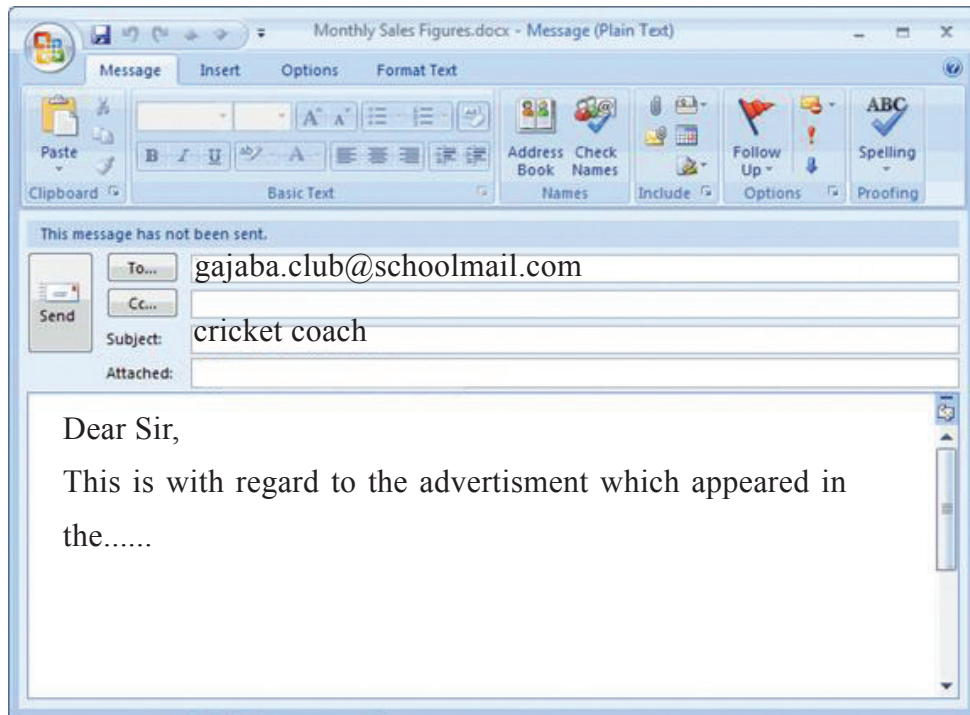 Monthly Sales Figures.docx - Message (Plain Text)
Message Insert Options Format Text
Paste
Clipboard
B I U A
Basic Text
Address Book
Check Names
Names
Include
Follow Up
Options
ABC
Spelling
Proofing
This message has not been sent.
Send
To... gajaba.club@schoolmail.com
Cc...
Subject: cricket coach
Attached:
Dear Sir,
This is with regard to the advertisment which appeared in
the......